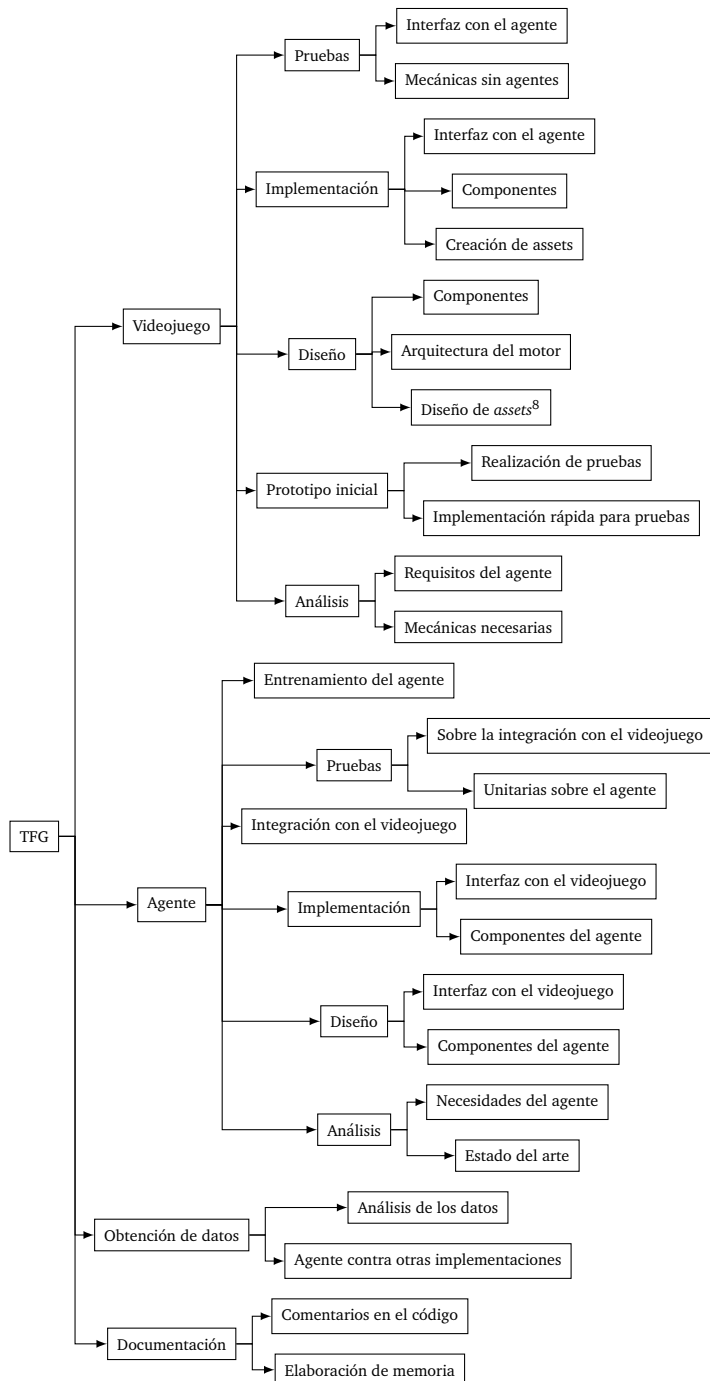 Interfaz con el agente
Pruebas
Mecánicas sin agentes
Interfaz con el agente
Implementación
Componentes
Creación de assets
Componentes
Videojuego
Diseño
Arquitectura del motor
Diseño de assets⁸
Realización de pruebas
Prototipo inicial
Implementación rápida para pruebas
Requisitos del agente
Análisis
Mecánicas necesarias
Entrenamiento del agente
Sobre la integración con el videojuego
Pruebas
Unitarias sobre el agente
TFG
Integración con el videojuego
Interfaz con el videojuego
Agente
Implementación
Componentes del agente
Interfaz con el videojuego
Diseño
Componentes del agente
Necesidades del agente
Análisis
Estado del arte
Análisis de los datos
Obtención de datos
Agente contra otras implementaciones
Comentarios en el código
Documentación
Elaboración de memoria